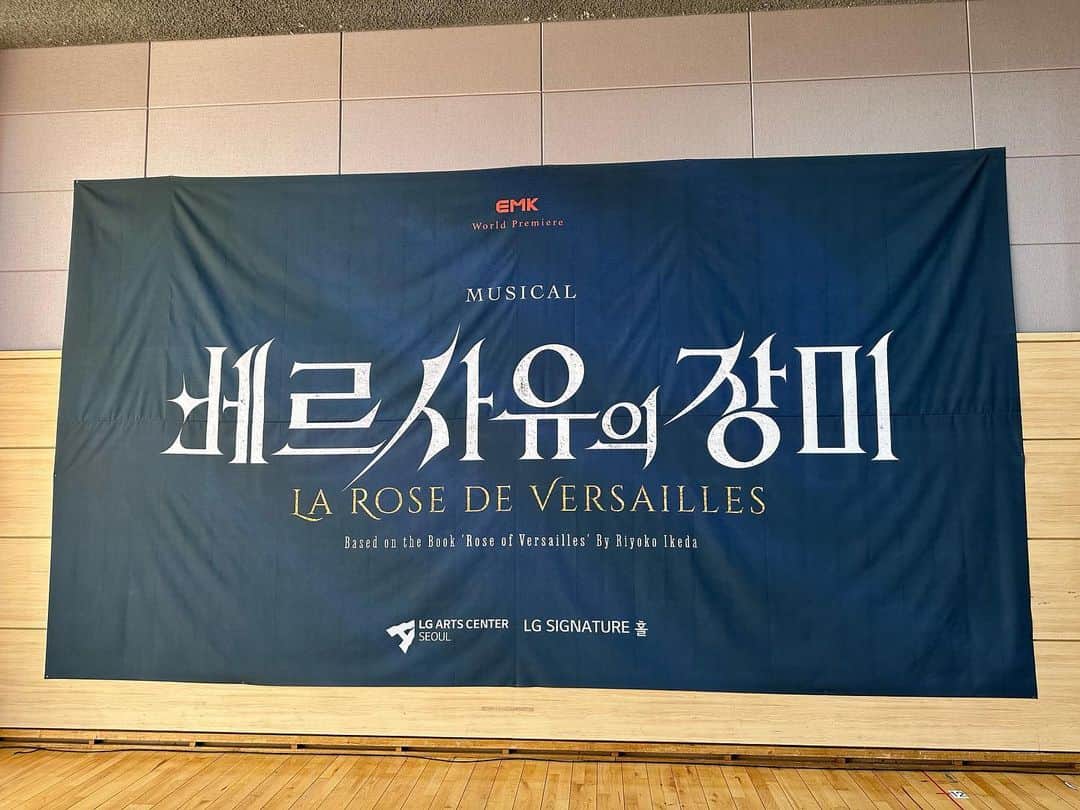 EMK
World Premiere
MUSICAL
베르사유의 장미
LA ROSE DE VERSAILLES
Based on the Book 'Rose of Versailles' By Riyoko Ikeda
LG ARTS CENTER
SEOUL
LG SIGNATURE 홀
12